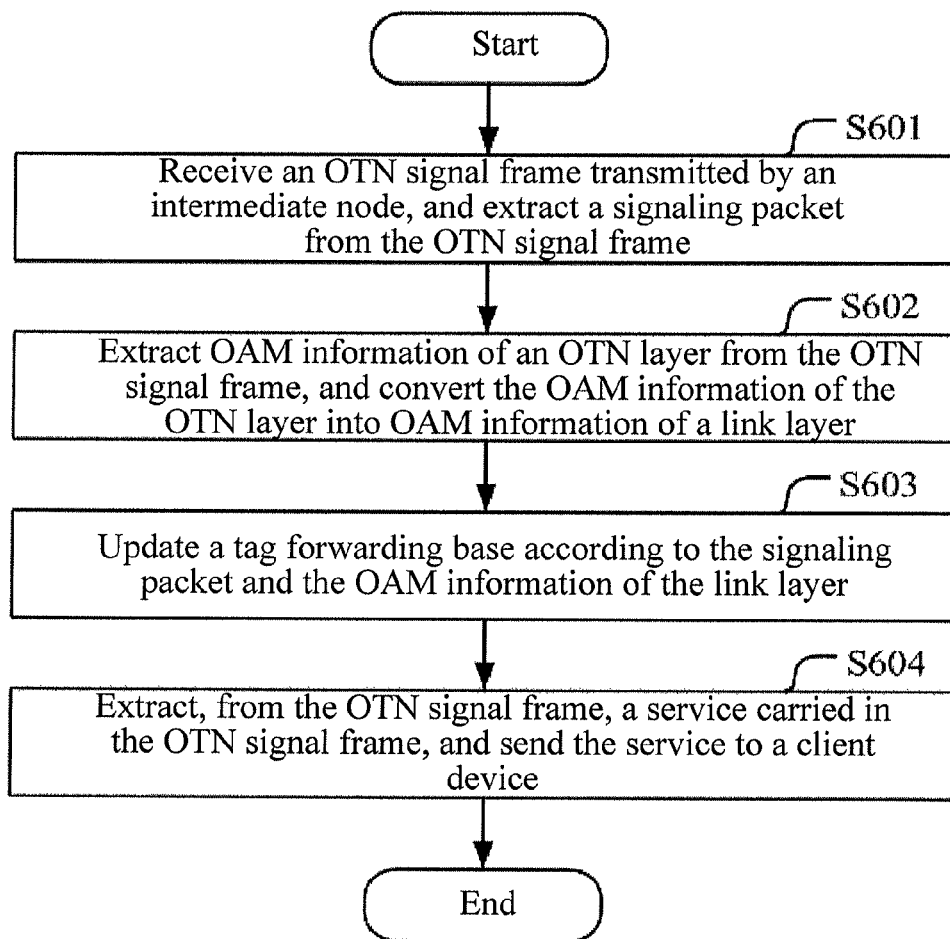 Start
S601
Receive an OTN signal frame transmitted by an
intermediate node, and extract a signaling packet
from the OTN signal frame
S602
Extract OAM information of an OTN layer from the OTN
signal frame, and convert the OAM information of the
OTN layer into OAM information of a link layer
S603
Update a tag forwarding base according to the signaling
packet and the OAM information of the link layer
S604
Extract, from the OTN signal frame, a service carried in
the OTN signal frame, and send the service to a client
device
End